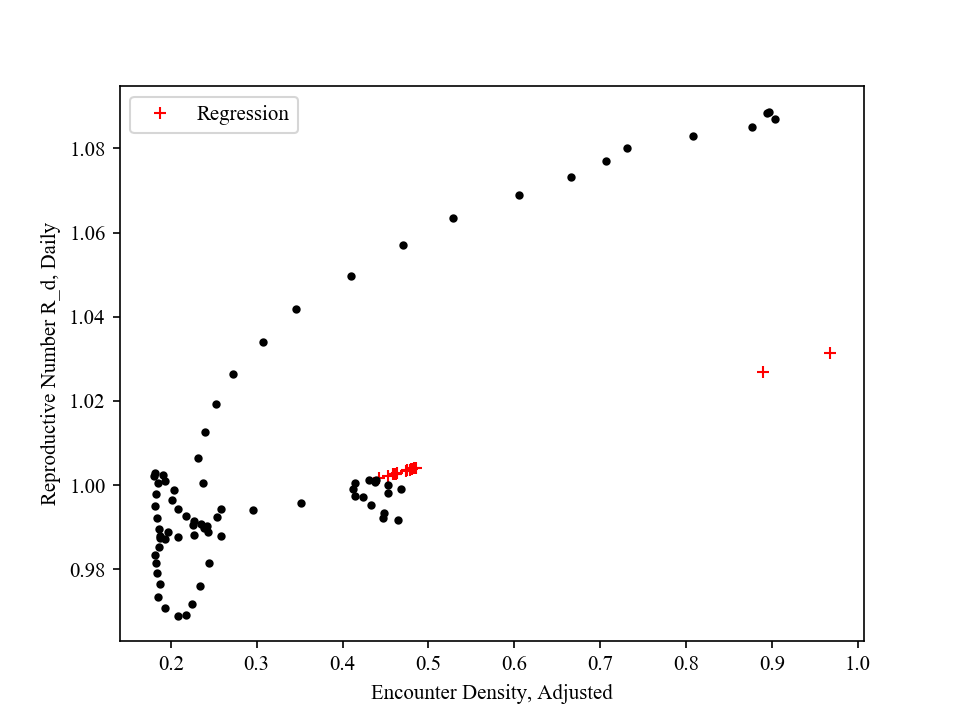 Regression
Reproductive Number R_d, Daily
1.08
1.06
1.04
1.02
1.00
0.98
0.2 0.3 0.4 0.5 0.6 0.7 0.8 0.9 1.0
Encounter Density, Adjusted